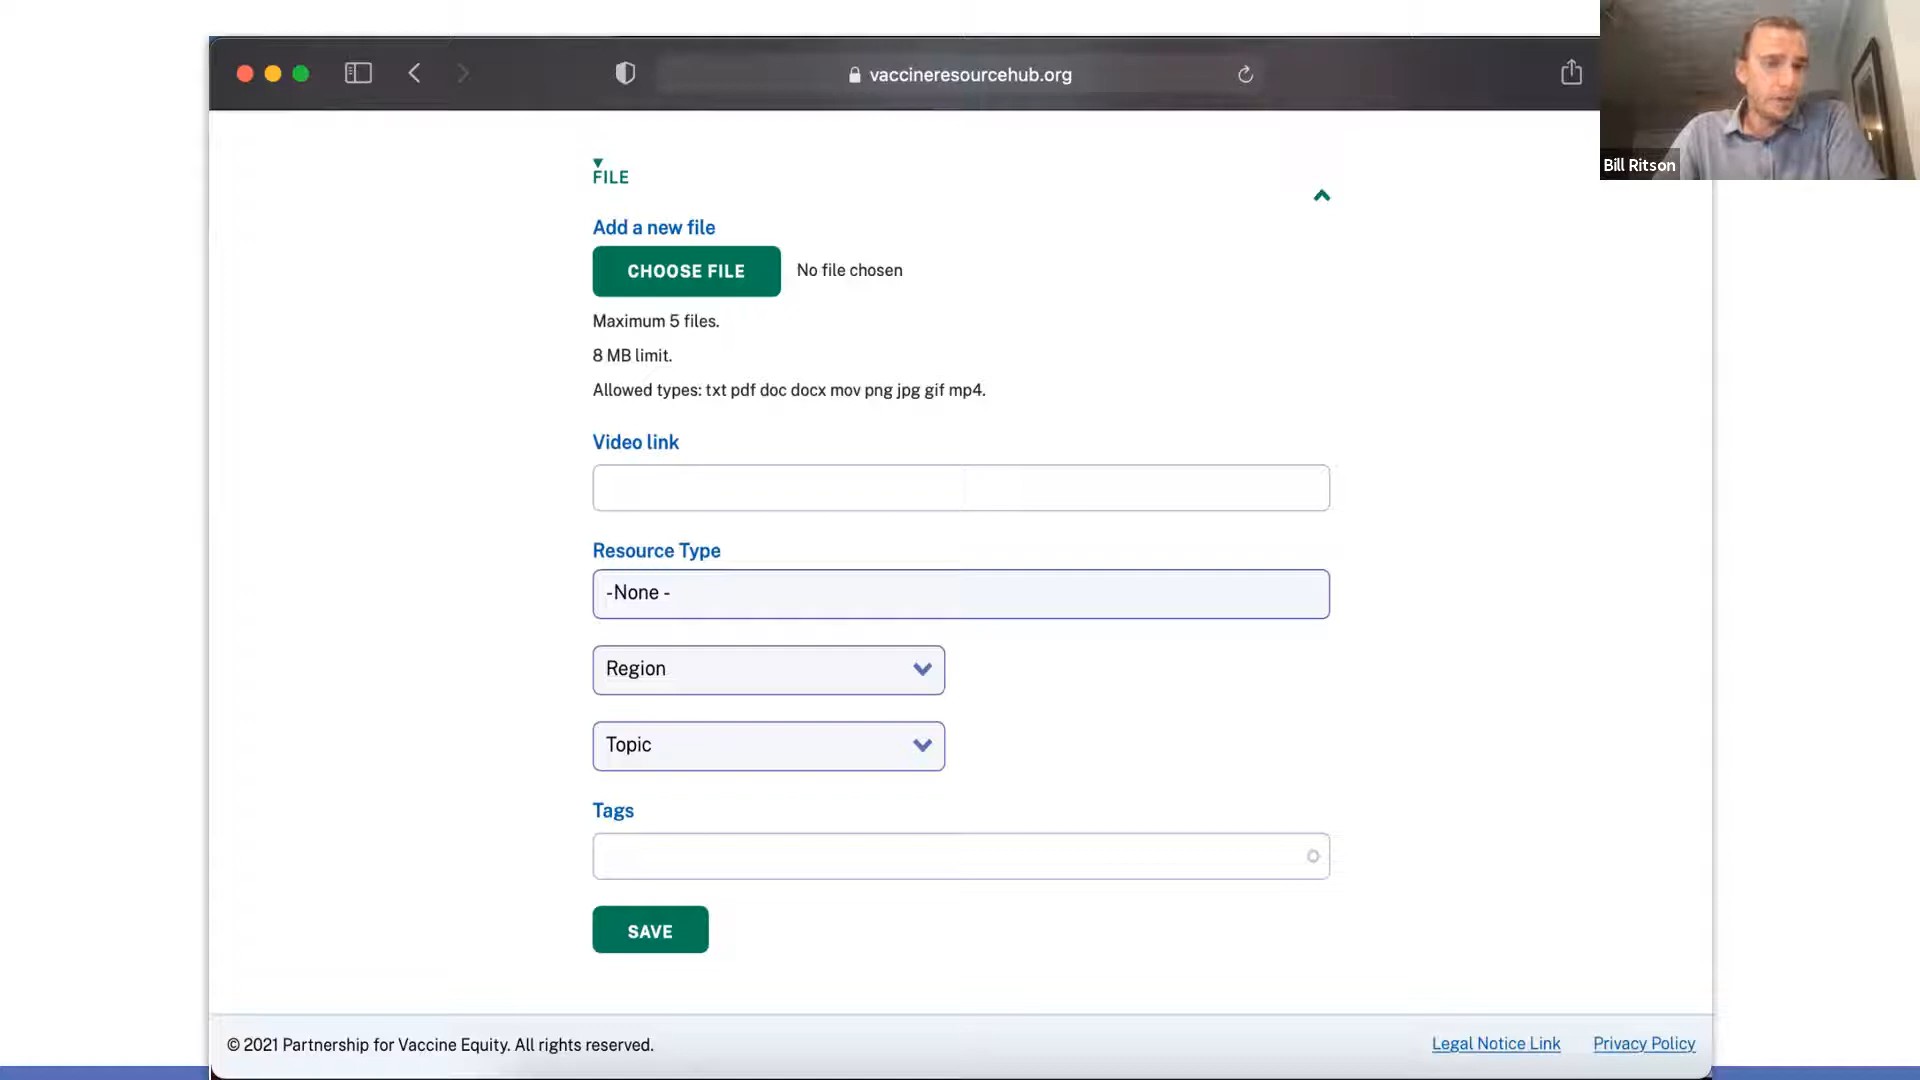 vaccineresourcehub.org
Bill Ritson
FILE
Add a new file
CHOOSE FILE No file chosen
Maximum 5 files.
8 MB limit.
Allowed types: txt pdf doc docx mov png jpg gif mp4.
Video link
Resource Type
-None -
Region
Topic
Tags
SAVE
© 2021 Partnership for Vaccine Equity. All rights reserved. Legal Notice Link Privacy Policy